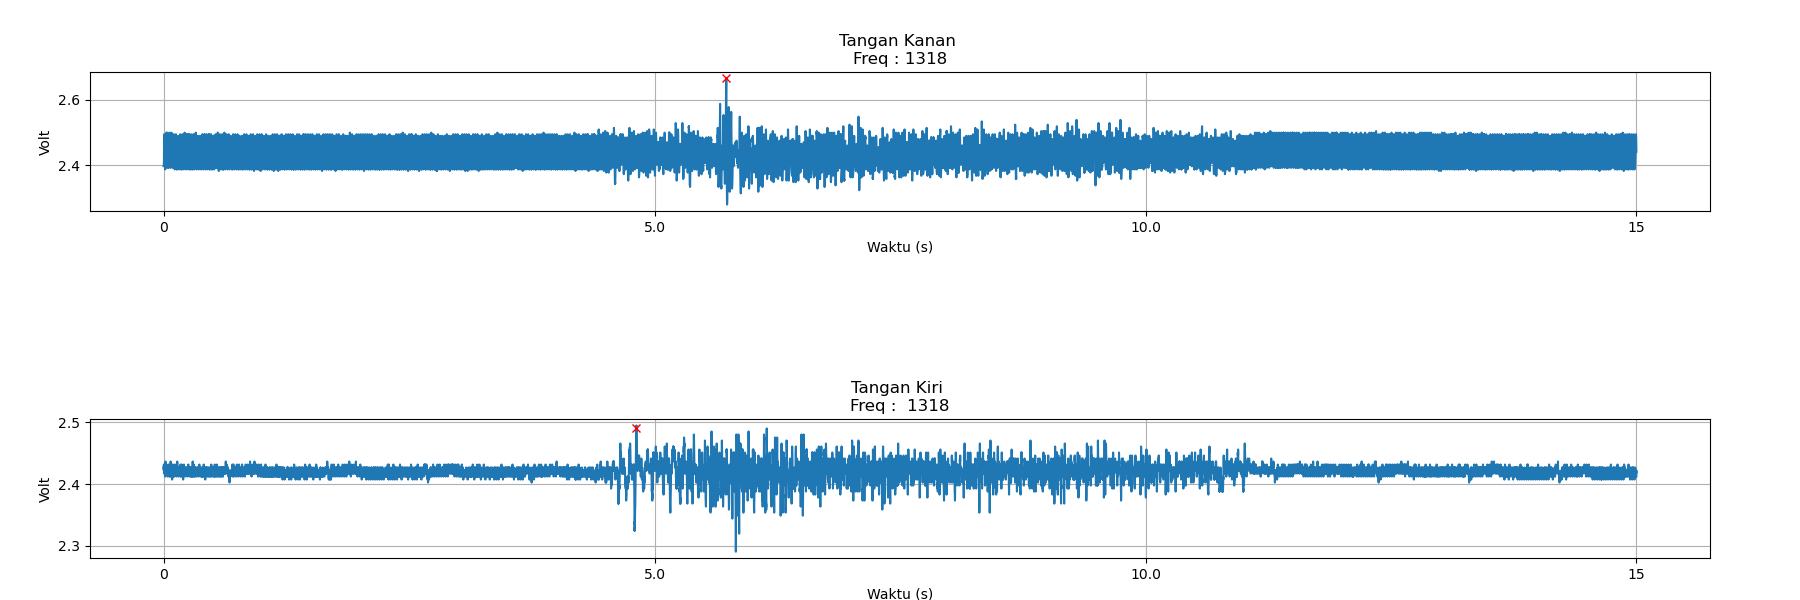 Tangan Kanan
Freq : 1318
Volt
2.6
2.4
0 5.0 10.0 15
Waktu (s)
Tangan Kiri
Freq :  1318
Volt
2.5
2.4
2.3
0 5.0 10.0 15
Waktu (s)